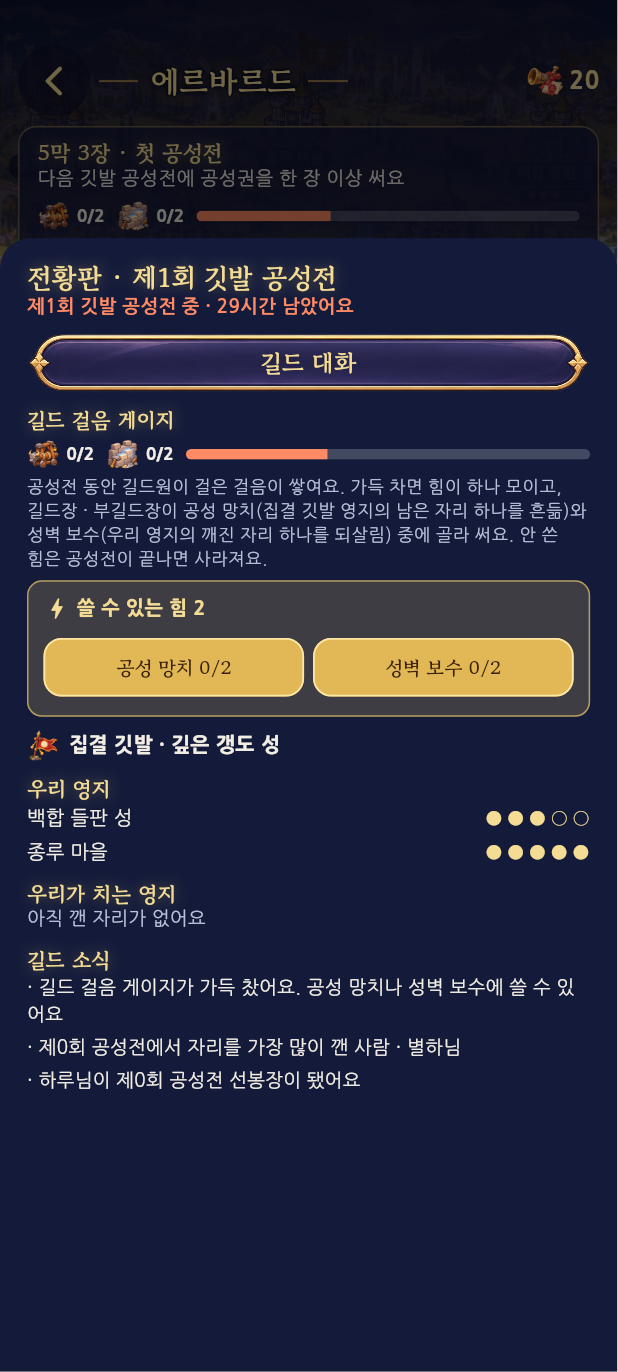 에르바르드
20
5막 3장 · 첫 공성전
다음 깃발 공성전에 공성권을 한 장 이상 써요
0/2 0/2
전황판 · 제1회 깃발 공성전
제1회 깃발 공성전 중 · 29시간 남았어요
길드 대화
길드 걸음 게이지
0/2 0/2
공성전 동안 길드원이 걸은 걸음이 쌓여요. 가득 차면 힘이 하나 모이고,
길드장 · 부길드장이 공성 망치(집결 깃발 영지의 남은 자리 하나를 흔듦)와
성벽 보수(우리 영지의 깨진 자리 하나를 되살림) 중에 골라 써요. 안 쓴
힘은 공성전이 끝나면 사라져요.
쓸 수 있는 힘 2
공성 망치 0/2
성벽 보수 0/2
집결 깃발 · 깊은 갱도 성
우리 영지
백합 들판 성
종루 마을
우리가 치는 영지
아직 깬 자리가 없어요
길드 소식
· 길드 걸음 게이지가 가득 찼어요. 공성 망치나 성벽 보수에 쓸 수 있
어요
· 제0회 공성전에서 자리를 가장 많이 깬 사람 · 별하님
· 하루님이 제0회 공성전 선봉장이 됐어요